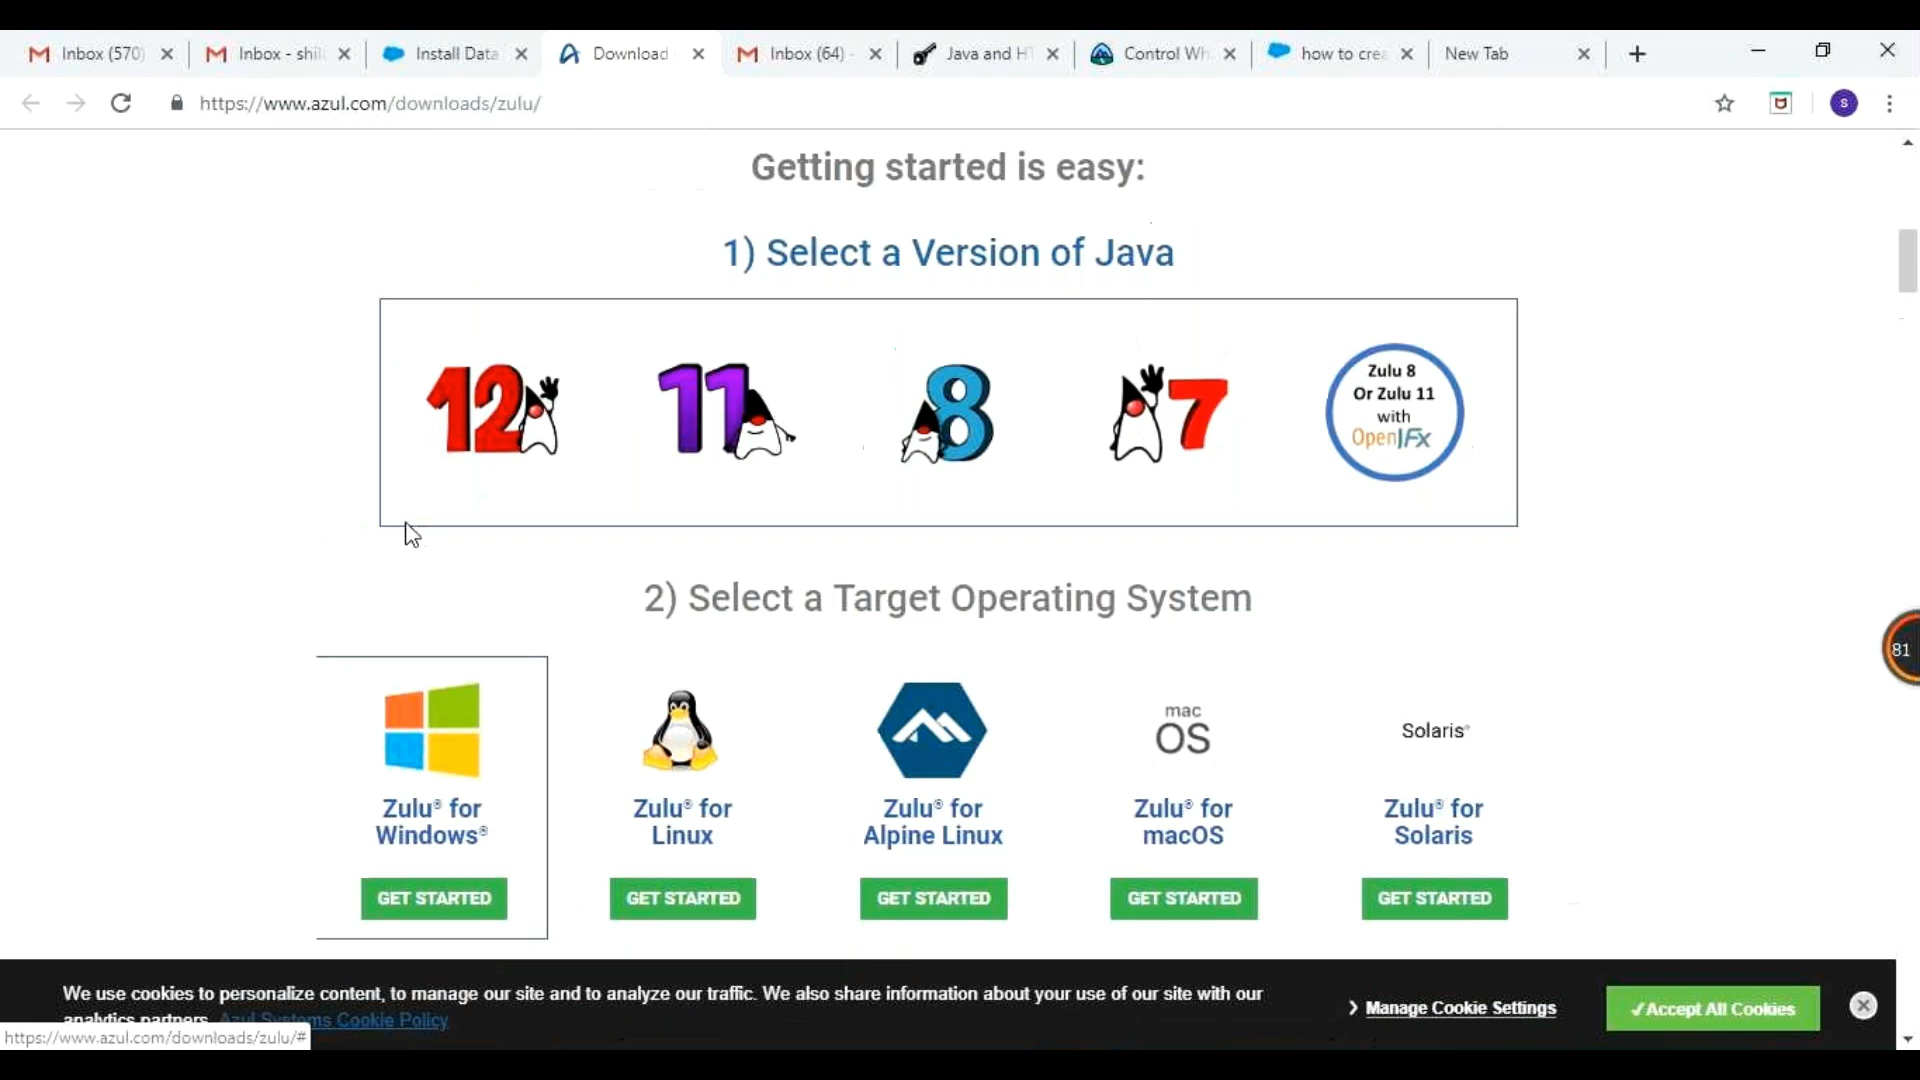 Inbox (570)
Inbox - shil
Install Data
Download
Inbox (64) -
Java and H
Control Wh
how to crea
New Tab
https://www.azul.com/downloads/zulu/
s
Getting started is easy:
1) Select a Version of Java
12
11
8
7
Zulu 8
Or Zulu 11
with
OpenJFx
2) Select a Target Operating System
mac
OS
Solaris
Zulu® for
Windows®
Zulu® for
Linux
Zulu® for
Alpine Linux
Zulu® for
macOS
Zulu® for
Solaris
GET STARTED
GET STARTED
GET STARTED
GET STARTED
GET STARTED
81
We use cookies to personalize content, to manage our site and to analyze our traffic. We also share information about your use of our site with our
analytics partners. Azul Systems Cookie Policy
Manage Cookie Settings
✓Accept All Cookies
https://www.azul.com/downloads/zulu/#